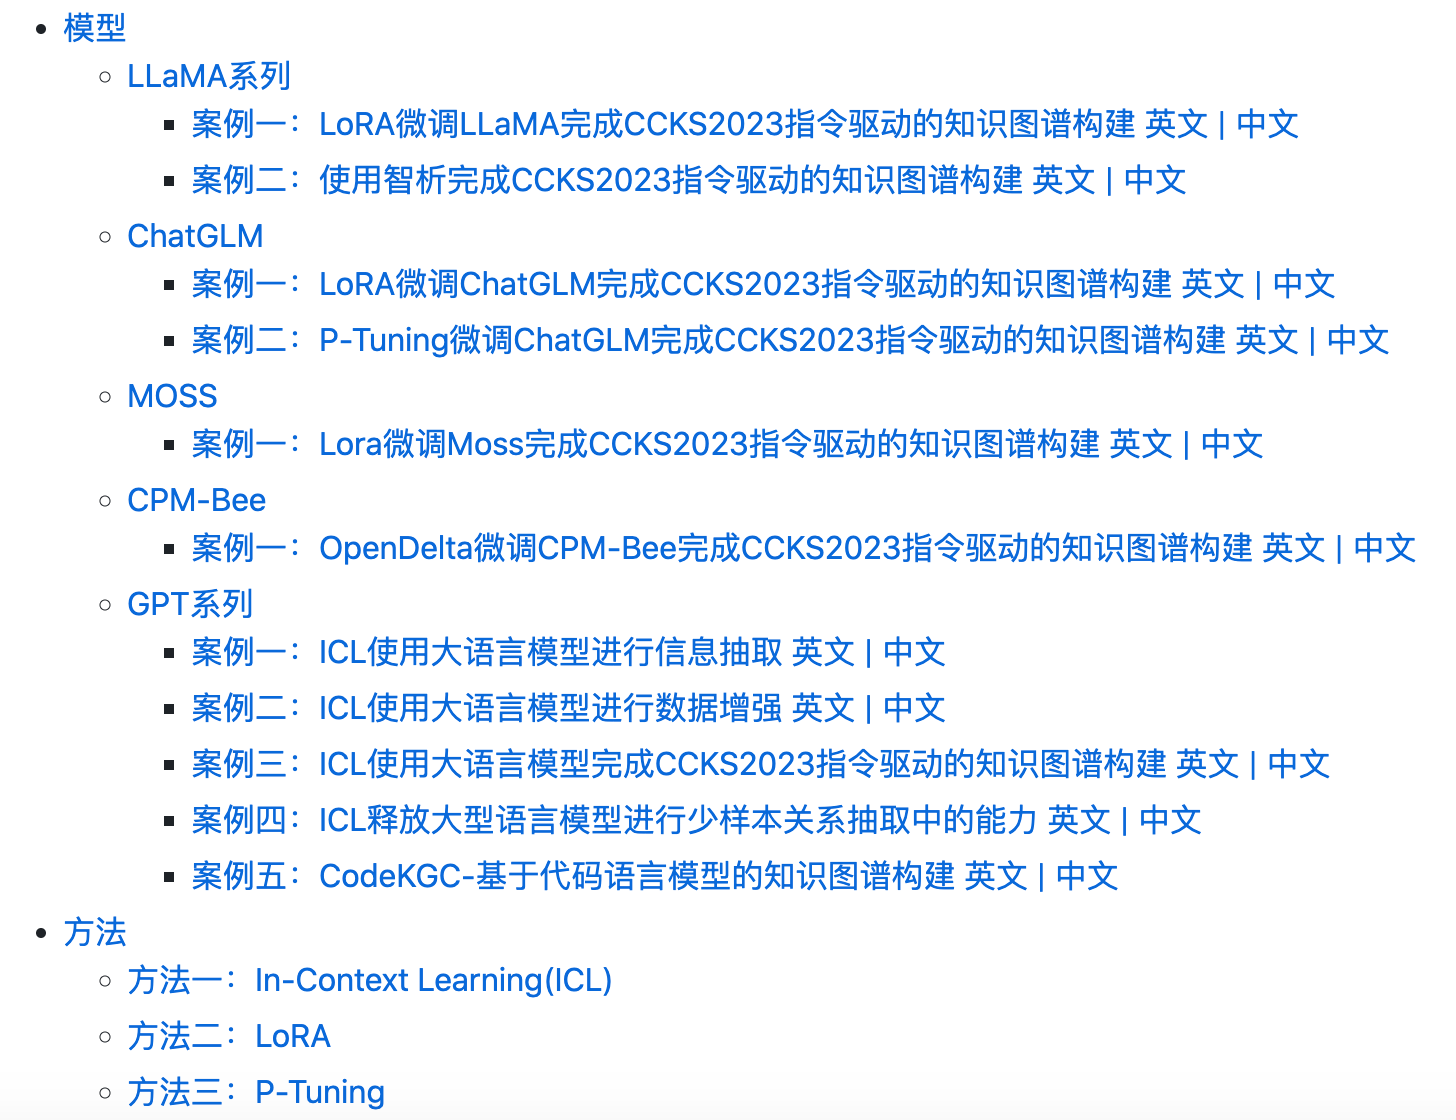 模型
LLaMA系列
案例一：LoRA微调LLaMA完成CCKS2023指令驱动的知识图谱构建 英文 | 中文
案例二：使用智析完成CCKS2023指令驱动的知识图谱构建 英文 | 中文
ChatGLM
案例一：LoRA微调ChatGLM完成CCKS2023指令驱动的知识图谱构建 英文 | 中文
案例二：P-Tuning微调ChatGLM完成CCKS2023指令驱动的知识图谱构建 英文 | 中文
MOSS
案例一：Lora微调Moss完成CCKS2023指令驱动的知识图谱构建 英文 | 中文
CPM-Bee
案例一：OpenDelta微调CPM-Bee完成CCKS2023指令驱动的知识图谱构建 英文 | 中文
GPT系列
案例一：ICL使用大语言模型进行信息抽取 英文 | 中文
案例二：ICL使用大语言模型进行数据增强 英文 | 中文
案例三：ICL使用大语言模型完成CCKS2023指令驱动的知识图谱构建 英文 | 中文
案例四：ICL释放大型语言模型进行少样本关系抽取中的能力 英文 | 中文
案例五：CodeKGC-基于代码语言模型的知识图谱构建 英文 | 中文
方法
方法一：In-Context Learning(ICL)
方法二：LoRA
方法三：P-Tuning